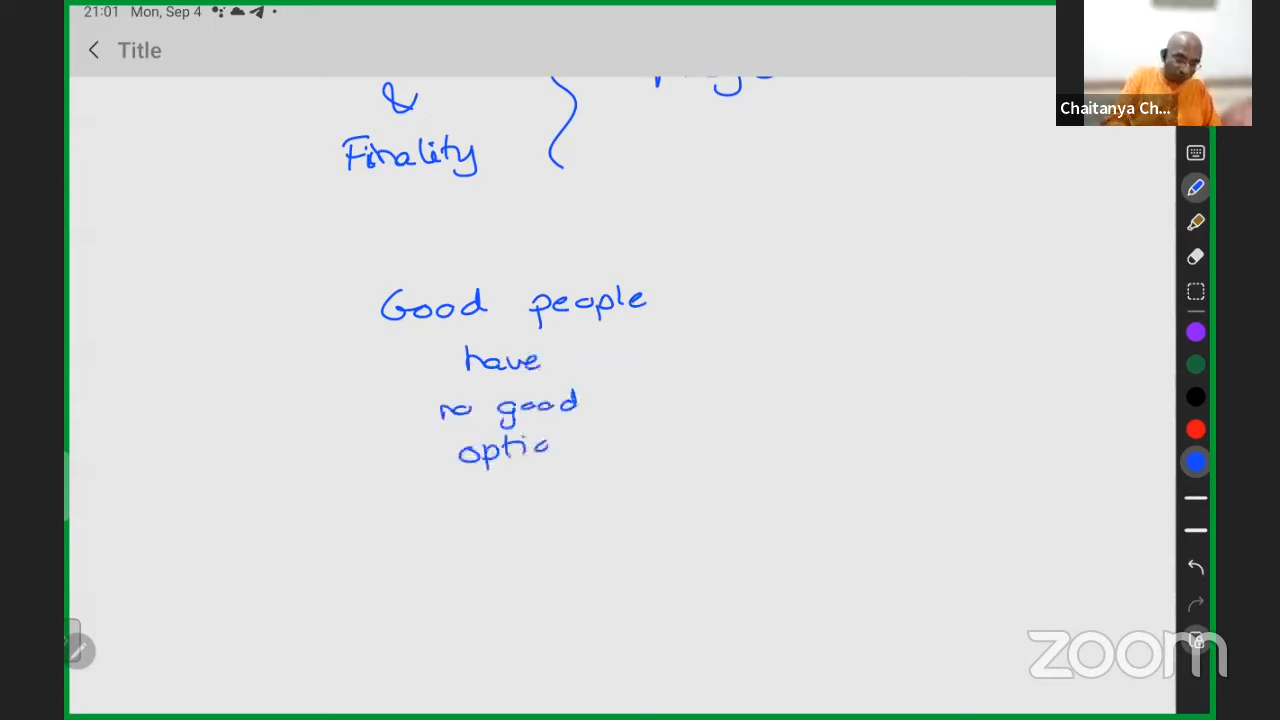 21:01 Mon, Sep 4
Title
&
Finality
Good people
have
no good
optio
Chaitanya Ch...
zoom